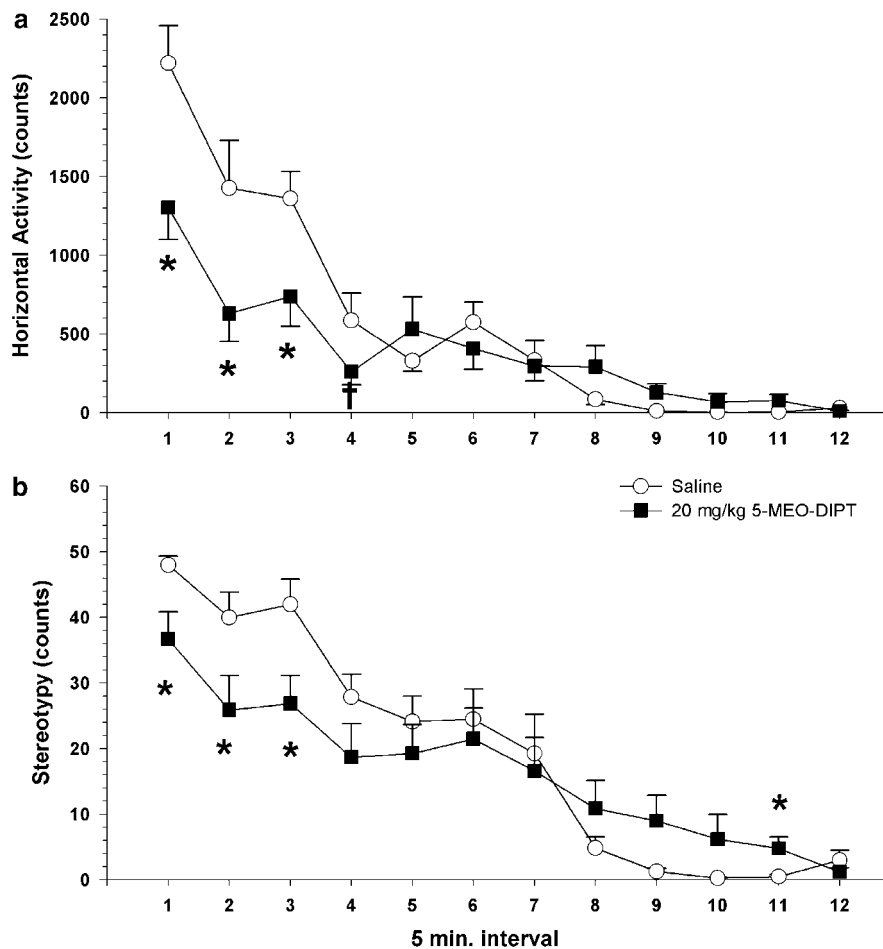 a
Horizontal Activity (counts)
2500
2000
1500
1000
500
0
*
*
*
†
1 2 3 4 5 6 7 8 9 10 11 12
b
Saline
20 mg/kg 5-MEO-DIPT
Stereotypy (counts)
60
50
40
30
20
10
0
*
*
*
*
1 2 3 4 5 6 7 8 9 10 11 12
5 min. interval